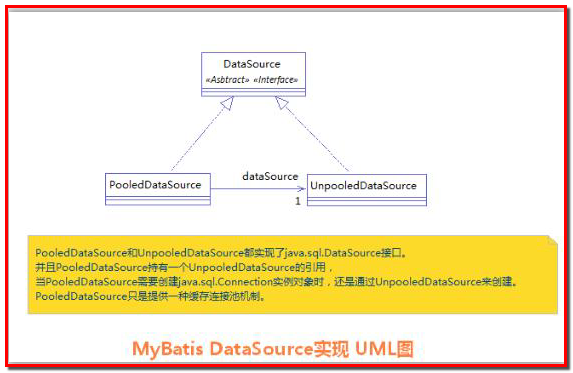 DataSource
«Asbtract» «Interface»
PooledDataSource
dataSource
1
UnpooledDataSource
PooledDataSource和UnpooledDataSource都实现了java.sql.DataSource接口。
并且PooledDataSource持有一个UnpooledDataSource的引用，
当PooledDataSource需要创建java.sql.Connection实例对象时，还是通过UnpooledDataSource来创建。
PooledDataSource只是提供一种缓存连接池机制。
MyBatis DataSource实现 UML图